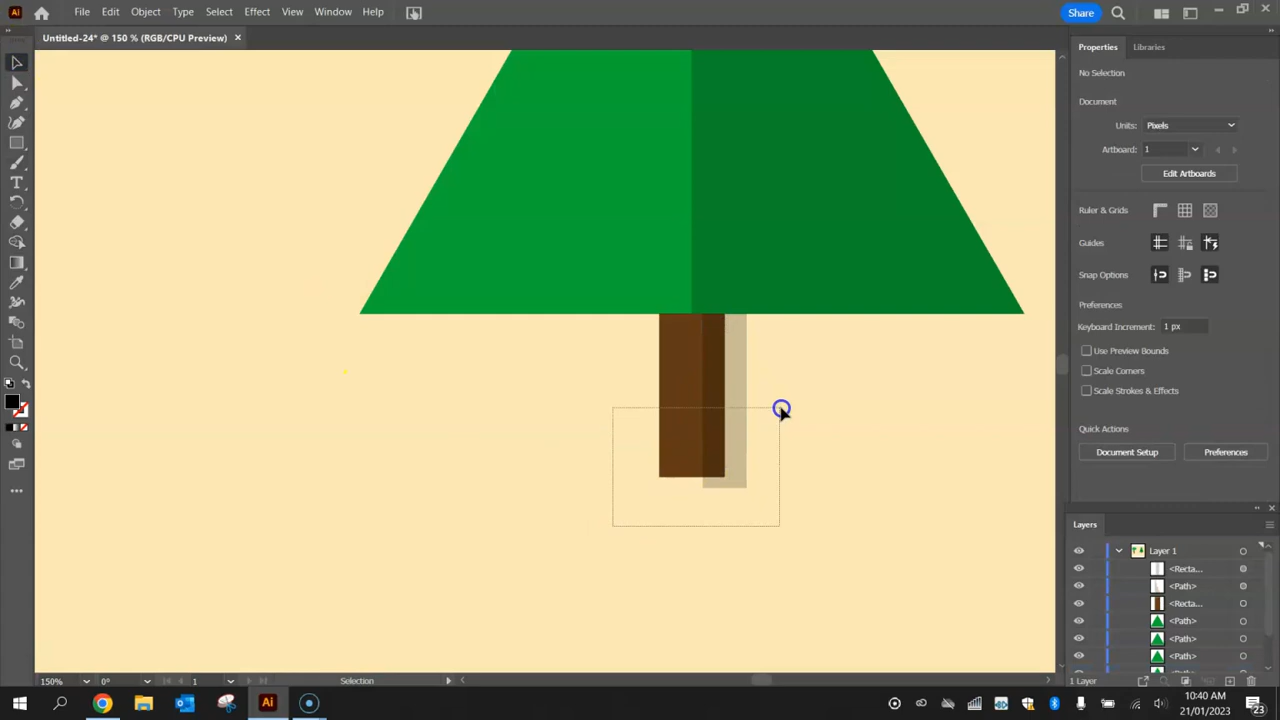 Ai File Edit Object Type Select Effect View Window Help Share
Untitled-24* @ 150 % (RGB/CPU Preview) ×
Properties Libraries
No Selection
Document
Units: Pixels
Artboard: 1
Edit Artboards
Ruler & Grids
Guides
Snap Options
Preferences
Keyboard Increment: 1 px
Use Preview Bounds
Scale Corners
Scale Strokes & Effects
Quick Actions
Document Setup Preferences
Layers
Layer 1
<Recta...
<Path>
<Recta...
<Path>
<Path>
<Path>
150% 0° 1 Selection 1 Layer
Ai 10:40 AM
21/01/2023 23